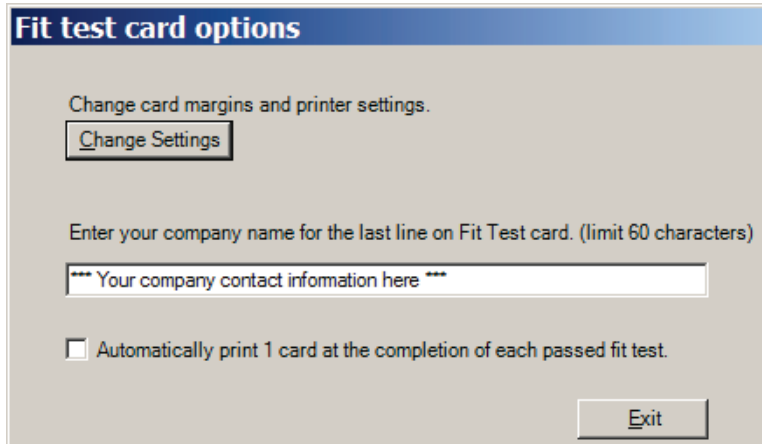 Fit test card options
Change card margins and printer settings.
Change Settings
Enter your company name for the last line on Fit Test card. (limit 60 characters)
*** Your company contact information here ***
Automatically print 1 card at the completion of each passed fit test.
Exit